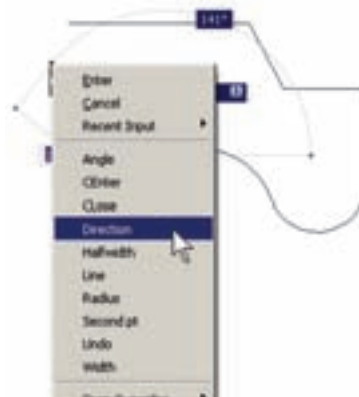 141°
Enter
Cancel
Recent Input
Angle
CEnter
CLose
Direction
Halfwidth
Line
Radius
Second pt
Undo
Width